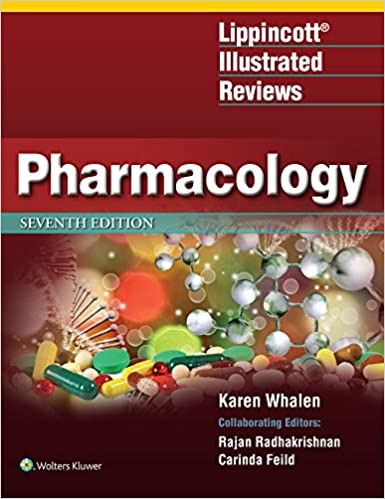 Lippincott®
Illustrated
Reviews
Pharmacology
SEVENTH EDITION
Karen Whalen
Collaborating Editors:
Rajan Radhakrishnan
Carinda Feild
Wolters Kluwer